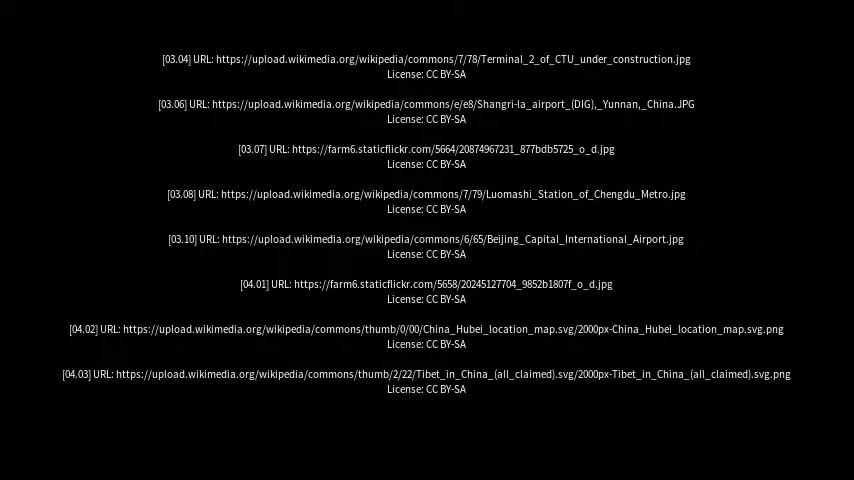 [03.04] URL: https://upload.wikimedia.org/wikipedia/commons/7/78/Terminal_2_of_CTU_under_construction.jpg
License: CC BY-SA
[03.06] URL: https://upload.wikimedia.org/wikipedia/commons/e/e8/Shangri-la_airport_(DIG),_Yunnan,_China.JPG
License: CC BY-SA
[03.07] URL: https://farm6.staticflickr.com/5664/20874967231_877bdb5725_o_d.jpg
License: CC BY-SA
[03.08] URL: https://upload.wikimedia.org/wikipedia/commons/7/79/Luomashi_Station_of_Chengdu_Metro.jpg
License: CC BY-SA
[03.10] URL: https://upload.wikimedia.org/wikipedia/commons/6/65/Beijing_Capital_International_Airport.jpg
License: CC BY-SA
[04.01] URL: https://farm6.staticflickr.com/5658/20245127704_9852b1807f_o_d.jpg
License: CC BY-SA
[04.02] URL: https://upload.wikimedia.org/wikipedia/commons/thumb/0/00/China_Hubei_location_map.svg/2000px-China_Hubei_location_map.svg.png
License: CC BY-SA
[04.03] URL: https://upload.wikimedia.org/wikipedia/commons/thumb/2/22/Tibet_in_China_(all_claimed).svg/2000px-Tibet_in_China_(all_claimed).svg.png
License: CC BY-SA